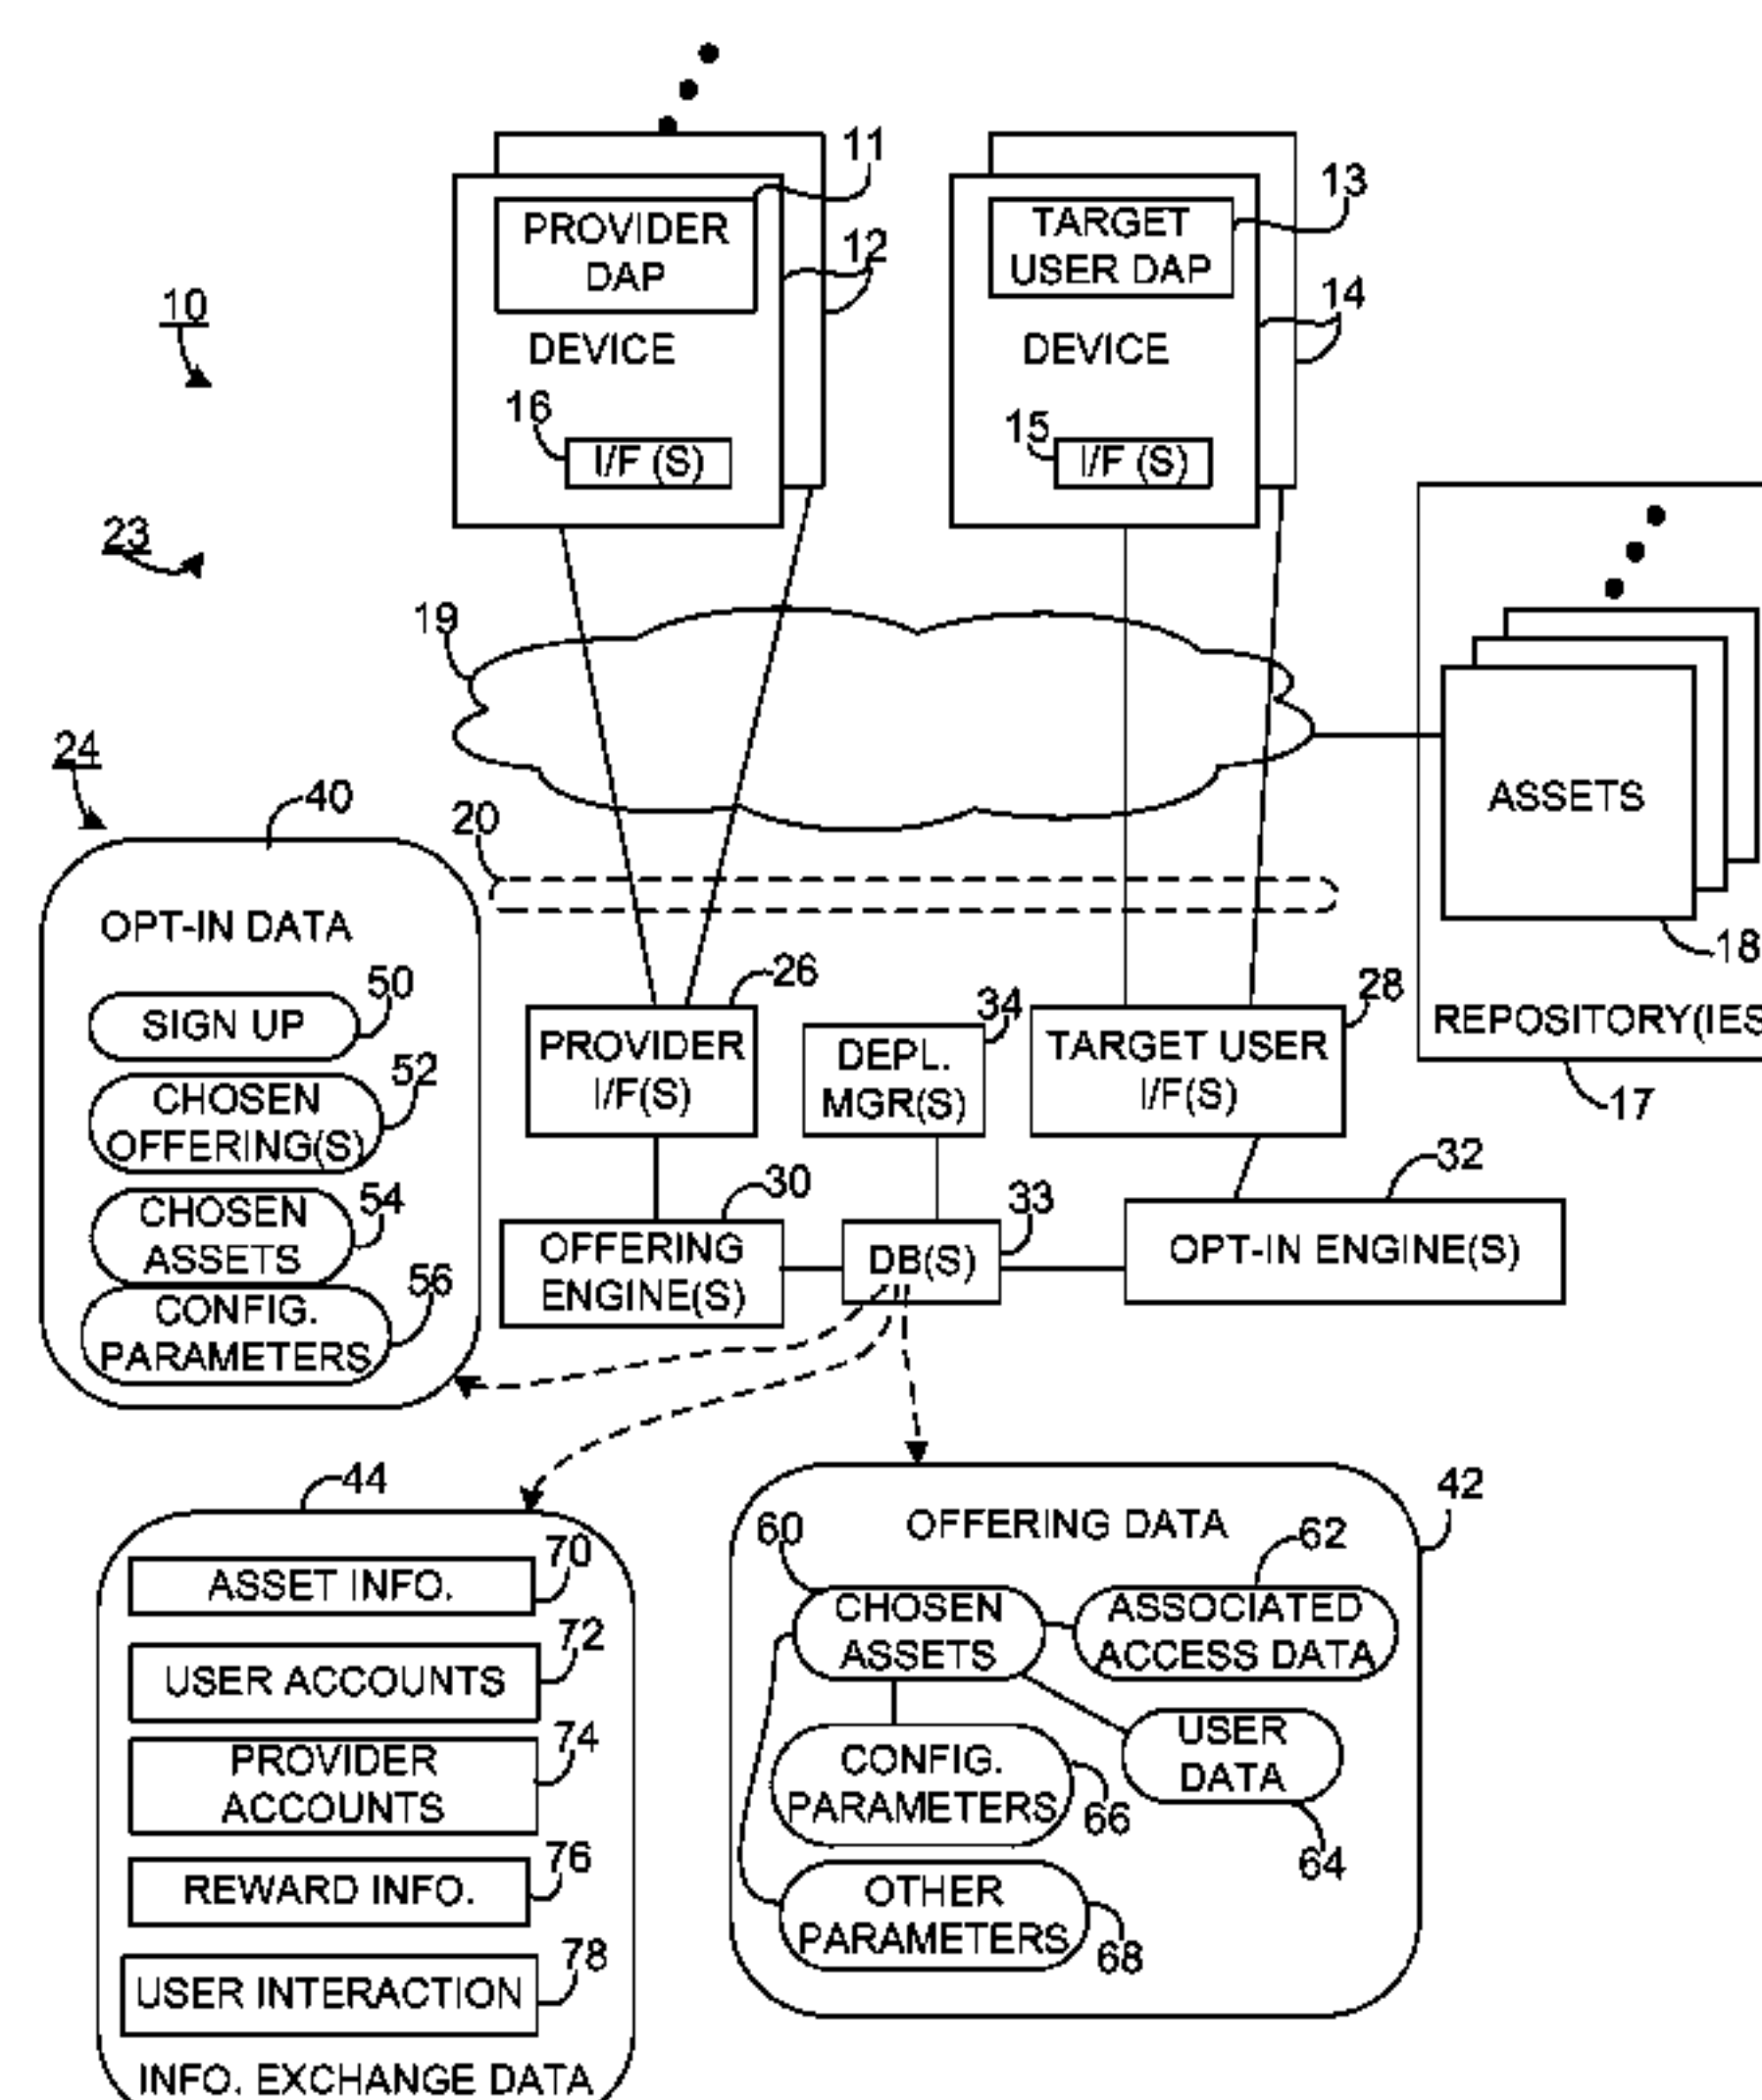 11
PROVIDER
DAP
12
DEVICE
16
I/F (S)
13
TARGET
USER DAP
14
DEVICE
15
I/F (S)
10
23
19
24
40
20
ASSETS
18
REPOSITORY(IES
17
OPT-IN DATA
50
SIGN UP
52
CHOSEN
OFFERING(S)
54
CHOSEN
ASSETS
56
CONFIG.
PARAMETERS
26
PROVIDER
I/F(S)
34
DEPL.
MGR(S)
28
TARGET USER
I/F(S)
30
OFFERING
ENGINE(S)
33
DB(S)
32
OPT-IN ENGINE(S)
44
70
ASSET INFO.
72
USER ACCOUNTS
74
PROVIDER
ACCOUNTS
76
REWARD INFO.
78
USER INTERACTION
INFO. EXCHANGE DATA
42
OFFERING DATA
60
CHOSEN
ASSETS
62
ASSOCIATED
ACCESS DATA
USER
DATA
64
CONFIG.
PARAMETERS
66
OTHER
PARAMETERS
68